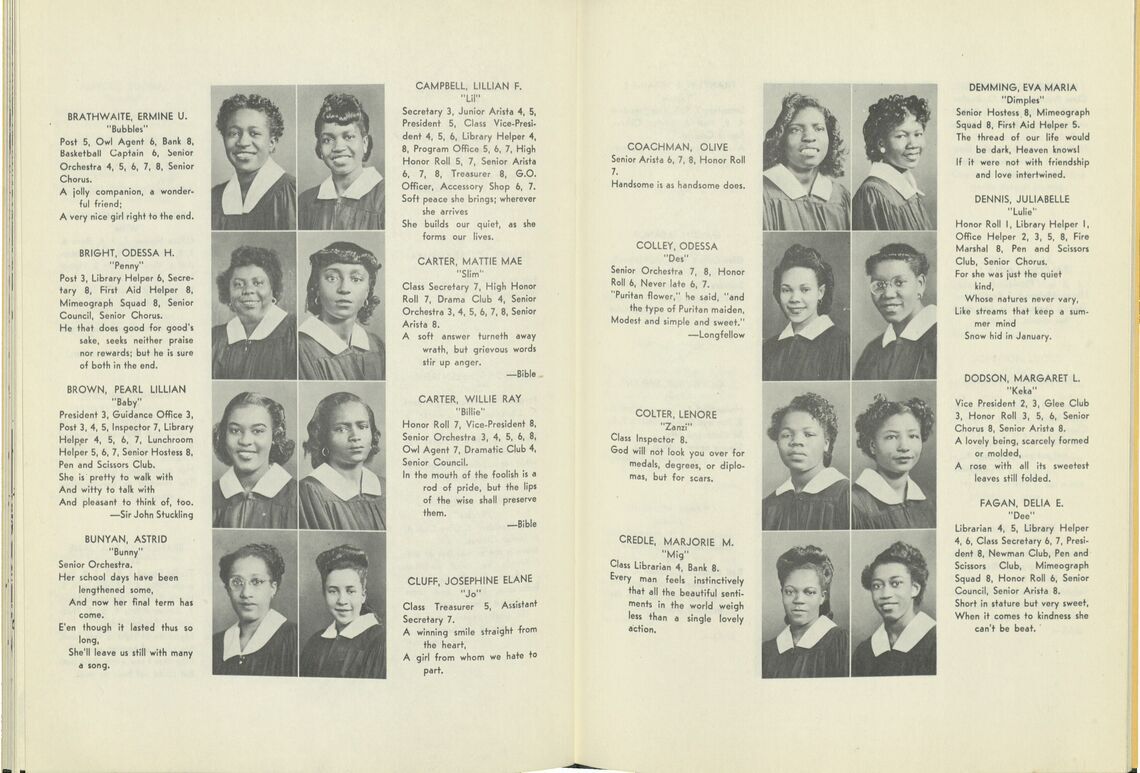 BRATHWAITE, ERMINE U.
"Bubbles"
Post 5, Owl Agent 6, Bank 8,
Basketball Captain 6, Senior
Orchestra 4, 5, 6, 7, 8, Senior
Chorus.
A jolly companion, a wonder-
ful friend;
A very nice girl right to the end.
BRIGHT, ODESSA H.
"Penny"
Post 3, Library Helper 6, Secre-
tary 8, First Aid Helper 8,
Mimeograph Squad 8, Senior
Council, Senior Chorus.
He that does good for good's
sake, seeks neither praise
nor rewards; but he is sure
of both in the end.
BROWN, PEARL LILLIAN
"Baby"
President 3, Guidance Office 3,
Post 3, 4, 5, Inspector 7, Library
Helper 4, 5, 6, 7, Lunchroom
Helper 5, 6, 7, Senior Hostess 8,
Pen and Scissors Club.
She is pretty to walk with
And witty to talk with
And pleasant to think of, too.
—Sir John Stuckling
BUNYAN, ASTRID
"Bunny"
Senior Orchestra.
Her school days have been
lengthened some,
And now her final term has
come.
E'en though it lasted thus so
long,
She'll leave us still with many
a song.
CAMPBELL, LILLIAN F.
"Lil"
Secretary 3, Junior Arista 4, 5,
President 5, Class Vice-Presi-
dent 4, 5, 6, Library Helper 4,
8, Program Office 5, 6, 7, High
Honor Roll 5, 7, Senior Arista
6, 7, 8, Treasurer 8, G.O.
Officer, Accessory Shop 6, 7.
Soft peace she brings; wherever
she arrives
She builds our quiet, as she
forms our lives.
CARTER, MATTIE MAE
"Slim"
Class Secretary 7, High Honor
Roll 7, Drama Club 4, Senior
Orchestra 3, 4, 5, 6, 7, 8, Senior
Arista 8.
A soft answer turneth away
wrath, but grievous words
stir up anger.
—Bible
CARTER, WILLIE RAY
"Billie"
Honor Roll 7, Vice-President 8,
Senior Orchestra 3, 4, 5, 6, 8,
Owl Agent 7, Dramatic Club 4,
Senior Council.
In the mouth of the foolish is a
rod of pride, but the lips
of the wise shall preserve
them.
—Bible
CLUFF, JOSEPHINE ELANE
"Jo"
Class Treasurer 5, Assistant
Secretary 7.
A winning smile straight from
the heart,
A girl from whom we hate to
part.
COACHMAN, OLIVE
Senior Arista 6, 7, 8, Honor Roll
7.
Handsome is as handsome does.
COLLEY, ODESSA
"Des"
Senior Orchestra 7, 8, Honor
Roll 6, Never late 6, 7.
"Puritan flower," he said, "and
the type of Puritan maiden,
Modest and simple and sweet."
—Longfellow
COLTER, LENORE
"Zanzi"
Class Inspector 8.
God will not look you over for
medals, degrees, or diplo-
mas, but for scars.
CREDLE, MARJORIE M.
"Mig"
Class Librarian 4, Bank 8.
Every man feels instinctively
that all the beautiful senti-
ments in the world weigh
less than a single lovely
action.
DEMMING, EVA MARIA
"Dimples"
Senior Hostess 8, Mimeograph
Squad 8, First Aid Helper 5.
The thread of our life would
be dark, Heaven knows!
If it were not with friendship
and love intertwined.
DENNIS, JULIABELLE
"Lulie"
Honor Roll 1, Library Helper 1,
Office Helper 2, 3, 5, 8, Fire
Marshal 8, Pen and Scissors
Club, Senior Chorus.
For she was just the quiet
kind,
Whose natures never vary,
Like streams that keep a sum-
mer mind
Snow hid in January.
DODSON, MARGARET L.
"Keka"
Vice President 2, 3, Glee Club
3, Honor Roll 3, 5, 6, Senior
Chorus 8, Senior Arista 8.
A lovely being, scarcely formed
or molded,
A rose with all its sweetest
leaves still folded.
FAGAN, DELIA E.
"Dee"
Librarian 4, 5, Library Helper
4, 6, Class Secretary 6, 7, Presi-
dent 8, Newman Club, Pen and
Scissors Club, Mimeograph
Squad 8, Honor Roll 6, Senior
Council, Senior Arista 8.
Short in stature but very sweet,
When it comes to kindness she
can't be beat.